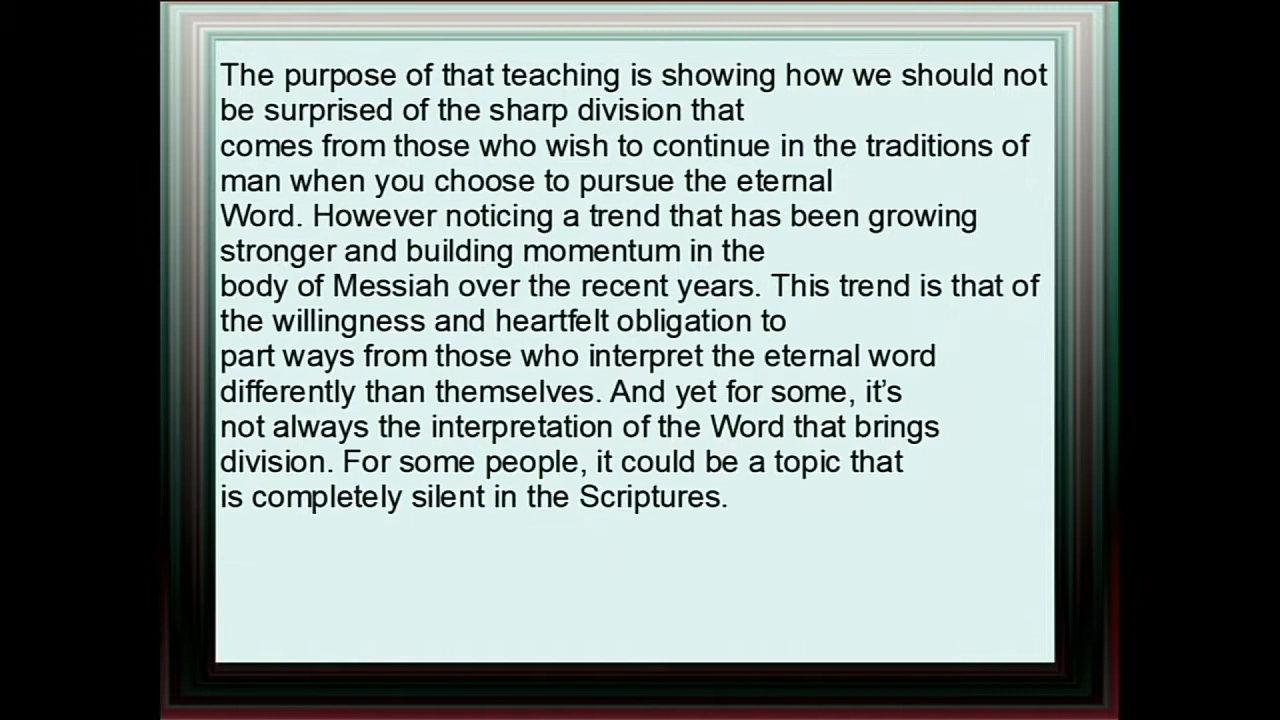 The purpose of that teaching is showing how we should not
be surprised of the sharp division that
comes from those who wish to continue in the traditions of
man when you choose to pursue the eternal
Word. However noticing a trend that has been growing
stronger and building momentum in the
body of Messiah over the recent years. This trend is that of
the willingness and heartfelt obligation to
part ways from those who interpret the eternal word
differently than themselves. And yet for some, it’s
not always the interpretation of the Word that brings
division. For some people, it could be a topic that
is completely silent in the Scriptures.